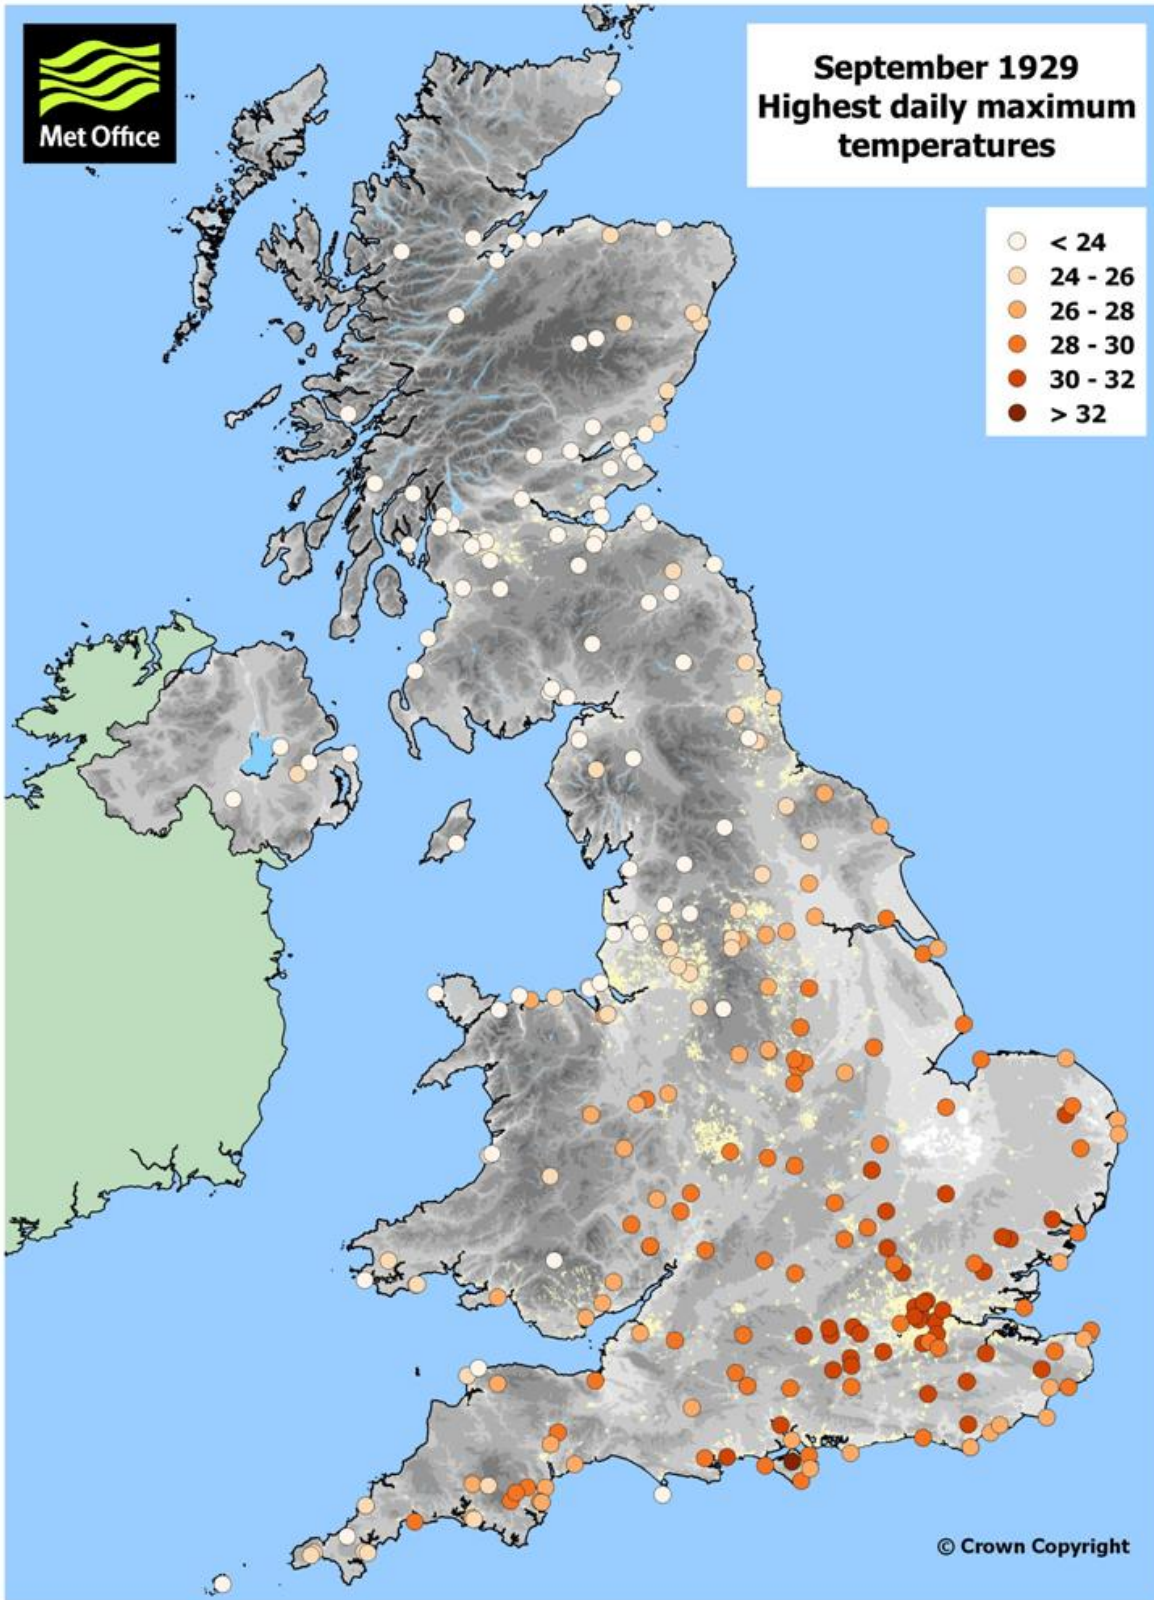 Met Office
September 1929
Highest daily maximum
temperatures
< 24
24 - 26
26 - 28
28 - 30
30 - 32
> 32
© Crown Copyright